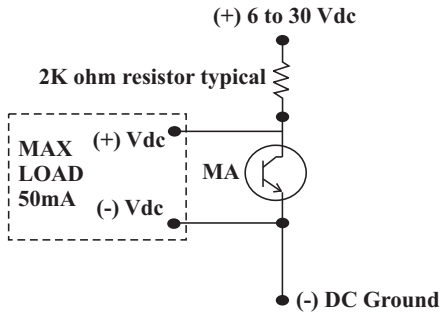 (+) 6 to 30 Vdc
2K ohm resistor typical
(+) Vdc
MAX
LOAD
50mA
MA
(-) Vdc
(-) DC Ground